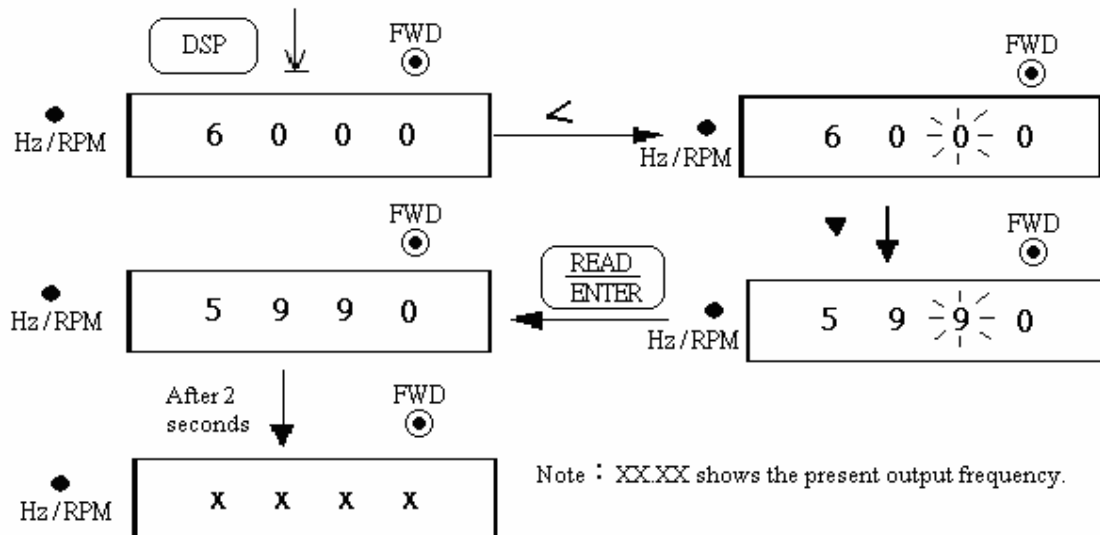 DSP
FWD
Hz/RPM
6 0 0 0
<
FWD
Hz/RPM
6 0 0 0
FWD
Hz/RPM
5 9 9 0
READ
ENTER
FWD
Hz/RPM
5 9 9 0
After 2
seconds
FWD
Hz/RPM
x x x x
Note : XX.XX shows the present output frequency.